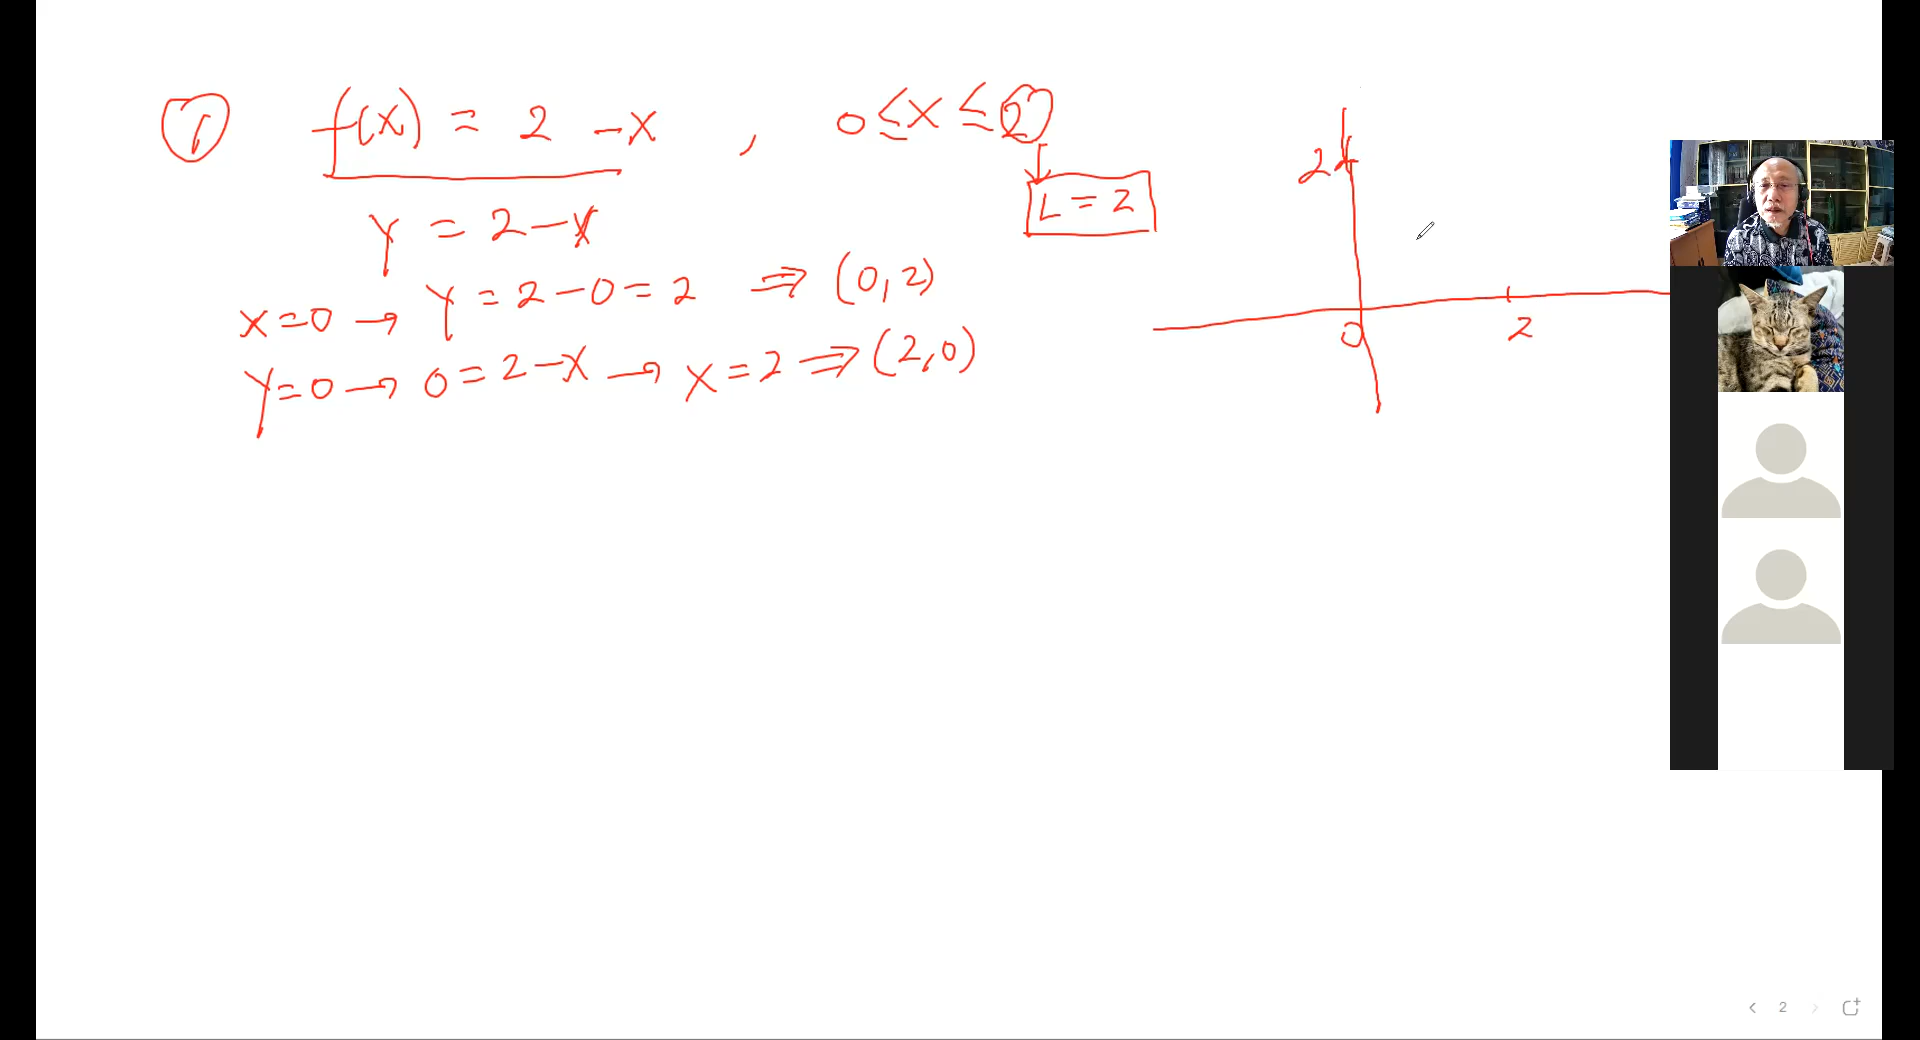 ① f(x) = 2 - x , 0 ≤ x ≤ 2
L = 2
y = 2 - x
x = 0 → y = 2 - 0 = 2 ⇒ (0, 2)
y = 0 → 0 = 2 - x → x = 2 ⇒ (2, 0)
2
0 2
2